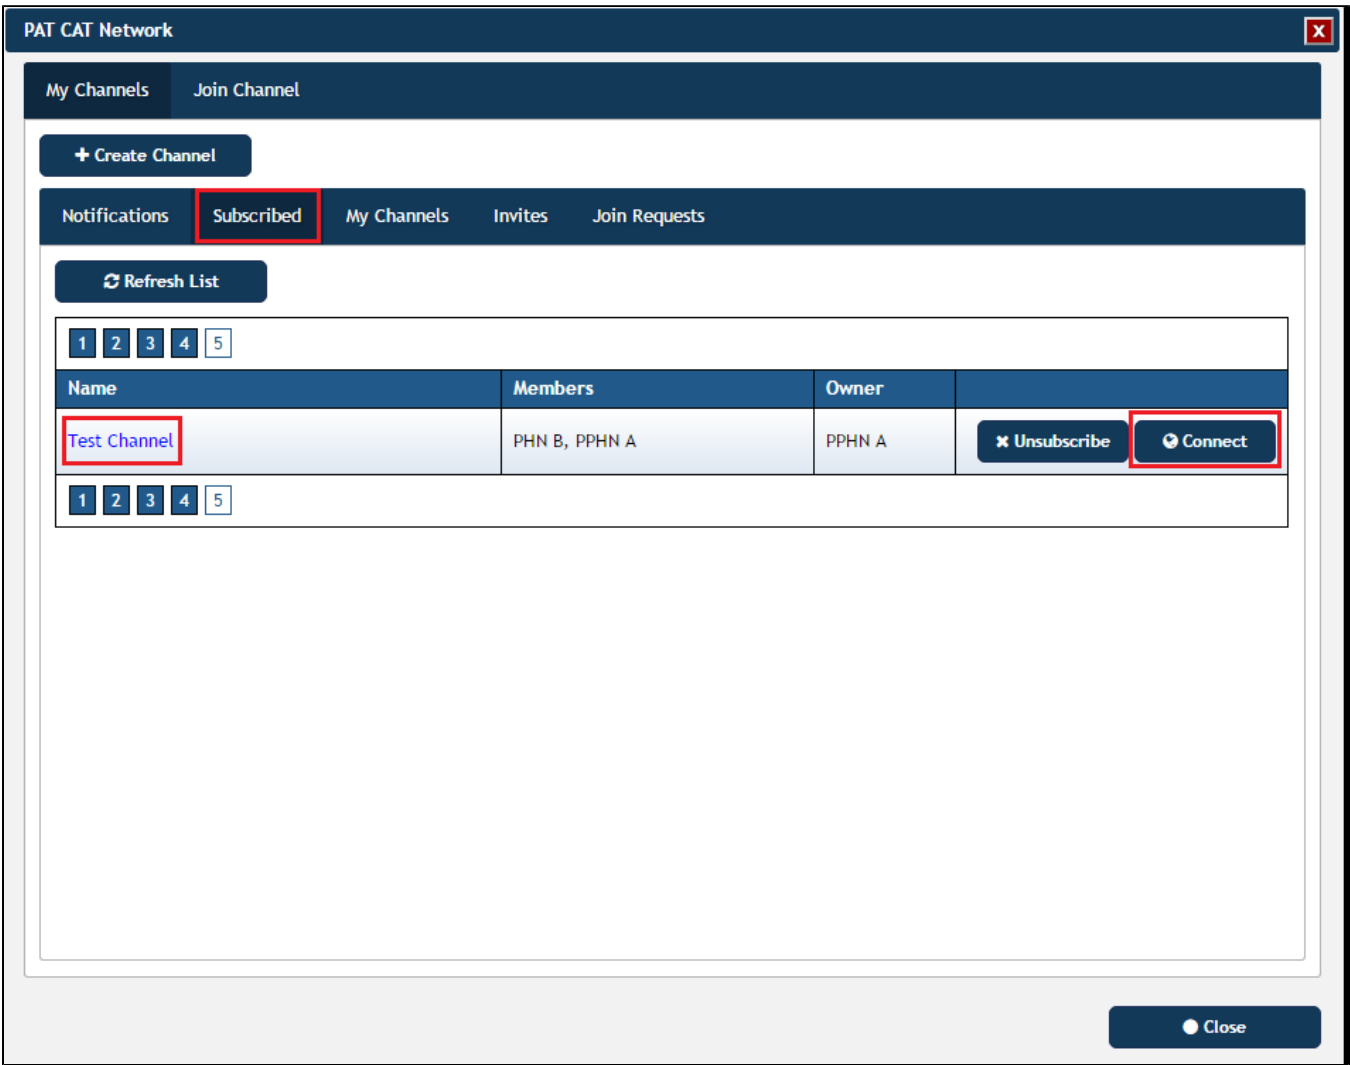 PAT CAT Network X
My Channels Join Channel
+ Create Channel
Notifications Subscribed My Channels Invites Join Requests
Refresh List
1 2 3 4 5
Name Members Owner
Test Channel PHN B, PPHN A PPHN A Unsubscribe Connect
1 2 3 4 5
Close